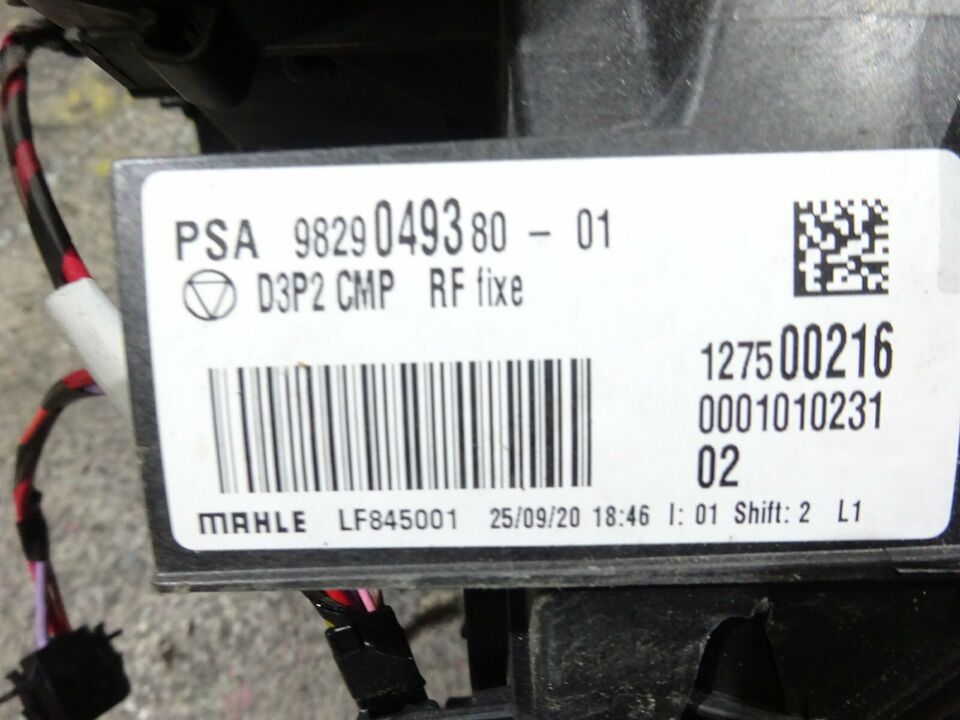 PSA 9829049380 - 01
D3P2 CMP RF fixe
127500216
0001010231
02
MAHLE LF845001 25/09/20 18:46 I: 01 Shift: 2 L1